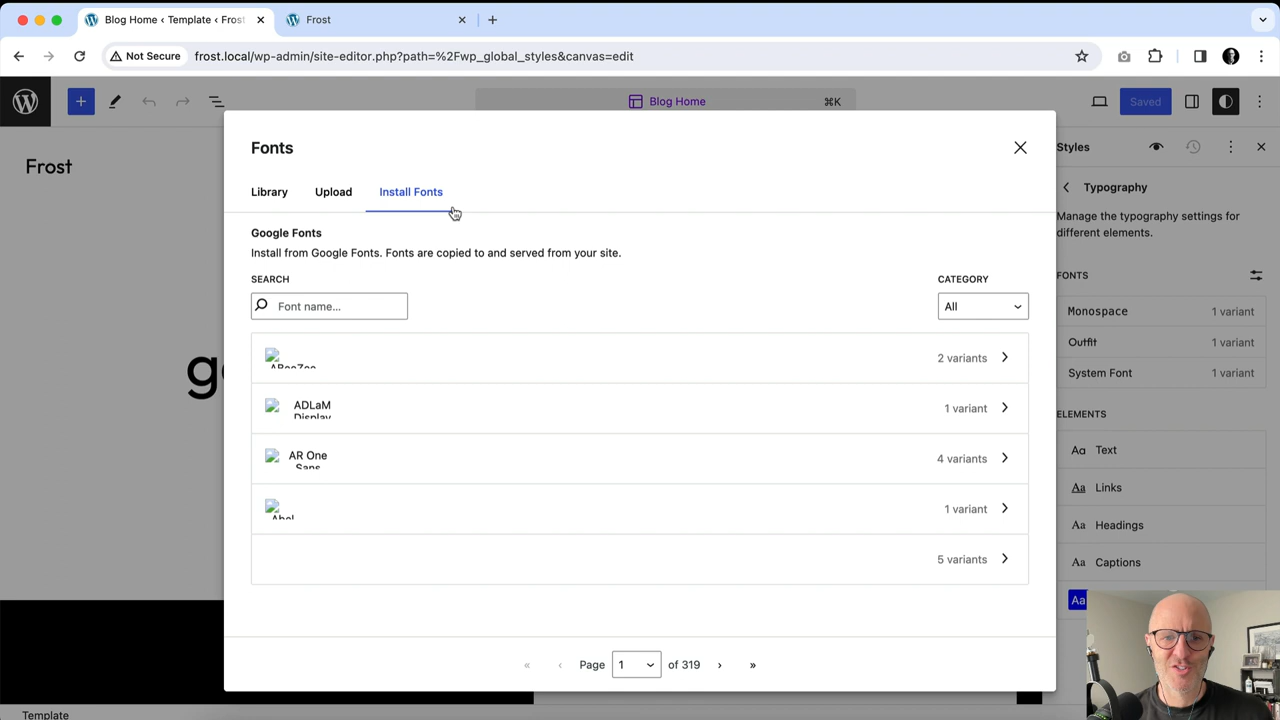 Blog Home ‹ Template ‹ Frost
Frost
Not Secure
frost.local/wp-admin/site-editor.php?path=%2Fwp_global_styles&canvas=edit
Blog Home
⌘K
Saved
Frost
Fonts
Library
Upload
Install Fonts
Google Fonts
Install from Google Fonts. Fonts are copied to and served from your site.
SEARCH
CATEGORY
Font name...
All
ABeeZee
2 variants
ADLaM
Display
1 variant
AR One
Sans
4 variants
Abel
1 variant
5 variants
Page
1
of 319
Styles
Typography
Manage the typography settings for
different elements.
FONTS
Monospace
1 variant
Outfit
1 variant
System Font
1 variant
ELEMENTS
Aa
Text
Aa
Links
Aa
Headings
Aa
Captions
Aa
Template